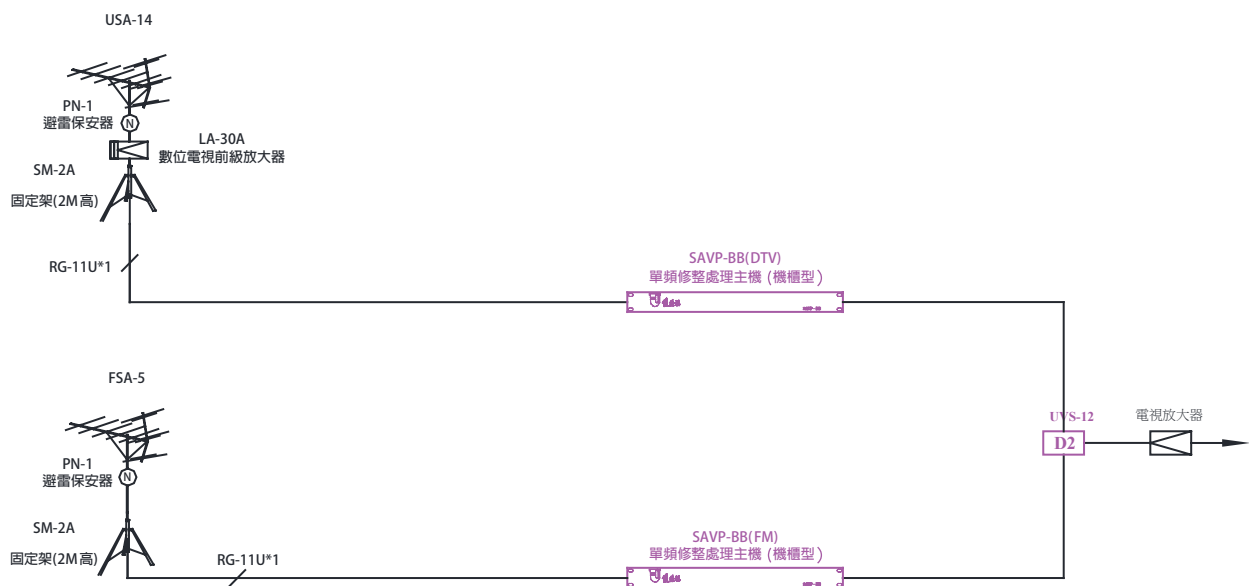 USA-14
PN-1
避雷保安器
N
LA-30A
數位電視前級放大器
SM-2A
固定架(2M高)
RG-11U*1
SAVP-BB(DTV)
單頻修整處理主機 (機櫃型)
FSA-5
PN-1
避雷保安器
N
SM-2A
固定架(2M高)
RG-11U*1
SAVP-BB(FM)
單頻修整處理主機 (機櫃型)
UVS-12
D2
電視放大器